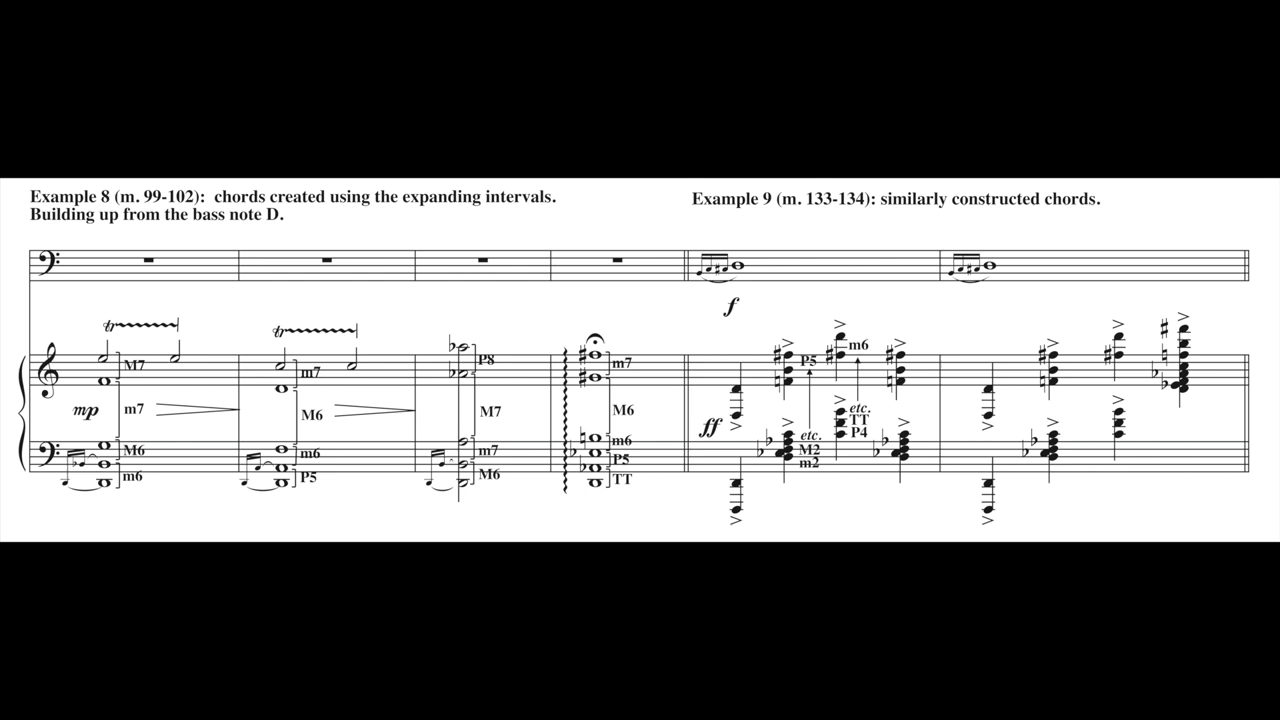 Example 8 (m. 99-102): chords created using the expanding intervals.
Building up from the bass note D.
Example 9 (m. 133-134): similarly constructed chords.
f
tr
tr
M7
m7
mp
m7
M6
M6
m6
m6
P5
P8
M7
m7
M6
m7
M6
m6
P5
TT
ff
P5
m6
etc.
M2
m2
etc.
TT
P4